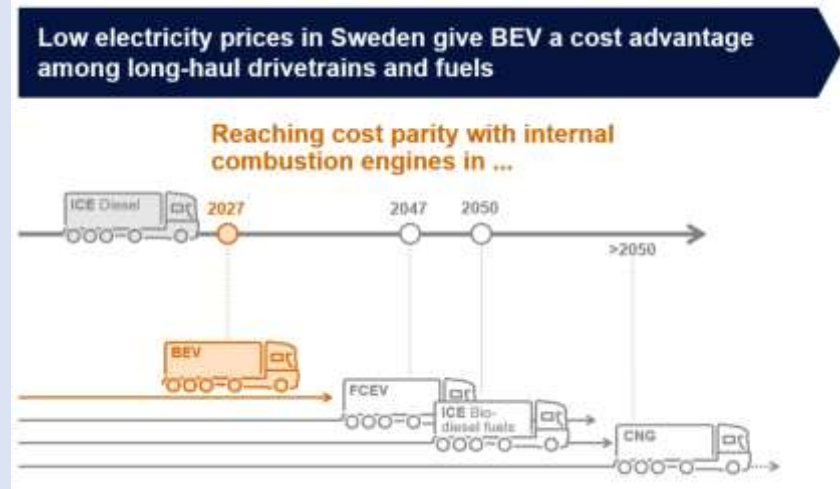 Low electricity prices in Sweden give BEV a cost advantage
among long-haul drivetrains and fuels
Reaching cost parity with internal
combustion engines in ...
ICE Diesel
2027
2047
2050
>2050
BEV
FCEV
ICE Bio-
diesel fuels
CNG